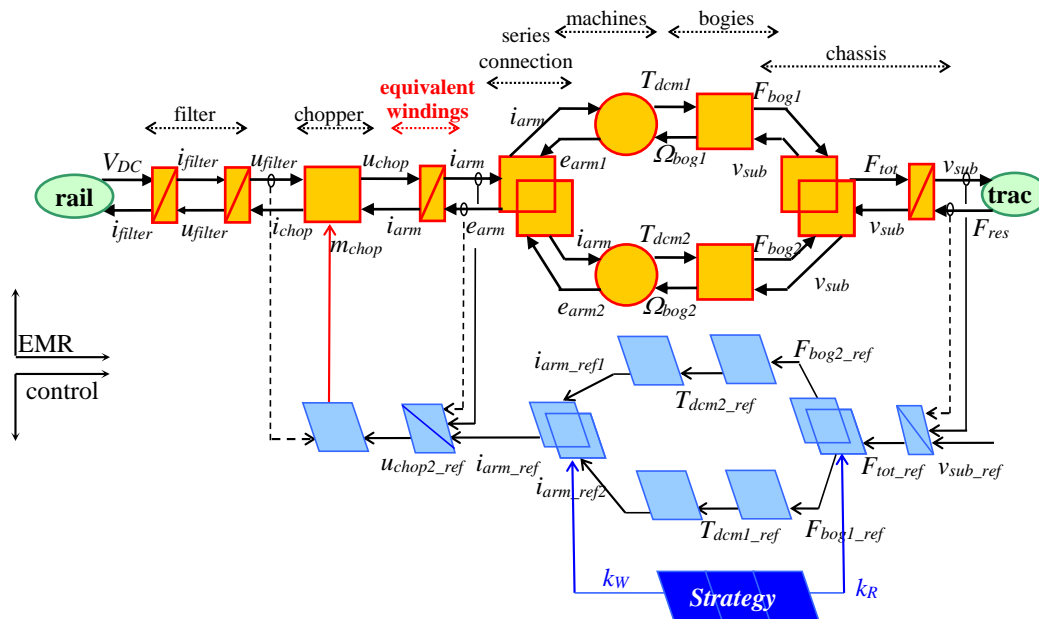 machines
bogies
series
connection
chassis
equivalent
windings
filter
chopper
T_dcm1
F_bog1
i_arm
V_DC
i_filter
u_filter
u_chop
i_arm
e_arm1
Ω_bog1
v_sub
F_tot
v_sub
rail
trac
i_filter
u_filter
i_chop
i_arm
e_arm
v_sub
F_res
m_chop
i_arm
T_dcm2
F_bog2
v_sub
e_arm2
Ω_bog2
EMR
control
i_arm_ref1
F_bog2_ref
T_dcm2_ref
u_chop2_ref
i_arm_ref
i_arm_ref2
F_tot_ref
v_sub_ref
T_dcm1_ref
F_bog1_ref
k_W
Strategy
k_R